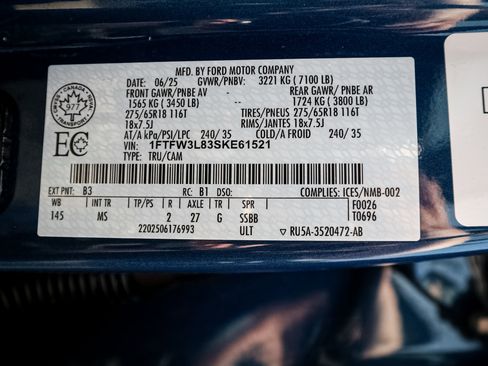 MFD. BY FORD MOTOR COMPANY
DATE: 06/25 GVWR/PNBV: 3221 KG ( 7100 LB)
FRONT GAWR/PNBE AV -- REAR GAWR/ PNBE AR
1565 KG ( 3450 LB) -- 1724 KG ( 3800 LB)
275/65R18 116T TIRES/PNEUS 275/65R18 116T
18x7.5J RIMS/JANTES 18x7.5J
AT/A kPa/PSI/LPC 240/ 35 COLD/A FROID 240/ 35
VIN: 1FTFW3L83SKE61521
TYPE: TRU/CAM
CANADA
977
EC
EXT PNT: B3 RC: B1 DSO: COMPLIES: ICES/NMB-002
WB INT TR TP/PS R AXLE TR SPR F0026
145 MS 2 27 G SSBB T0696
2202506176993 ULT ▽ RU5A-3520472-AB